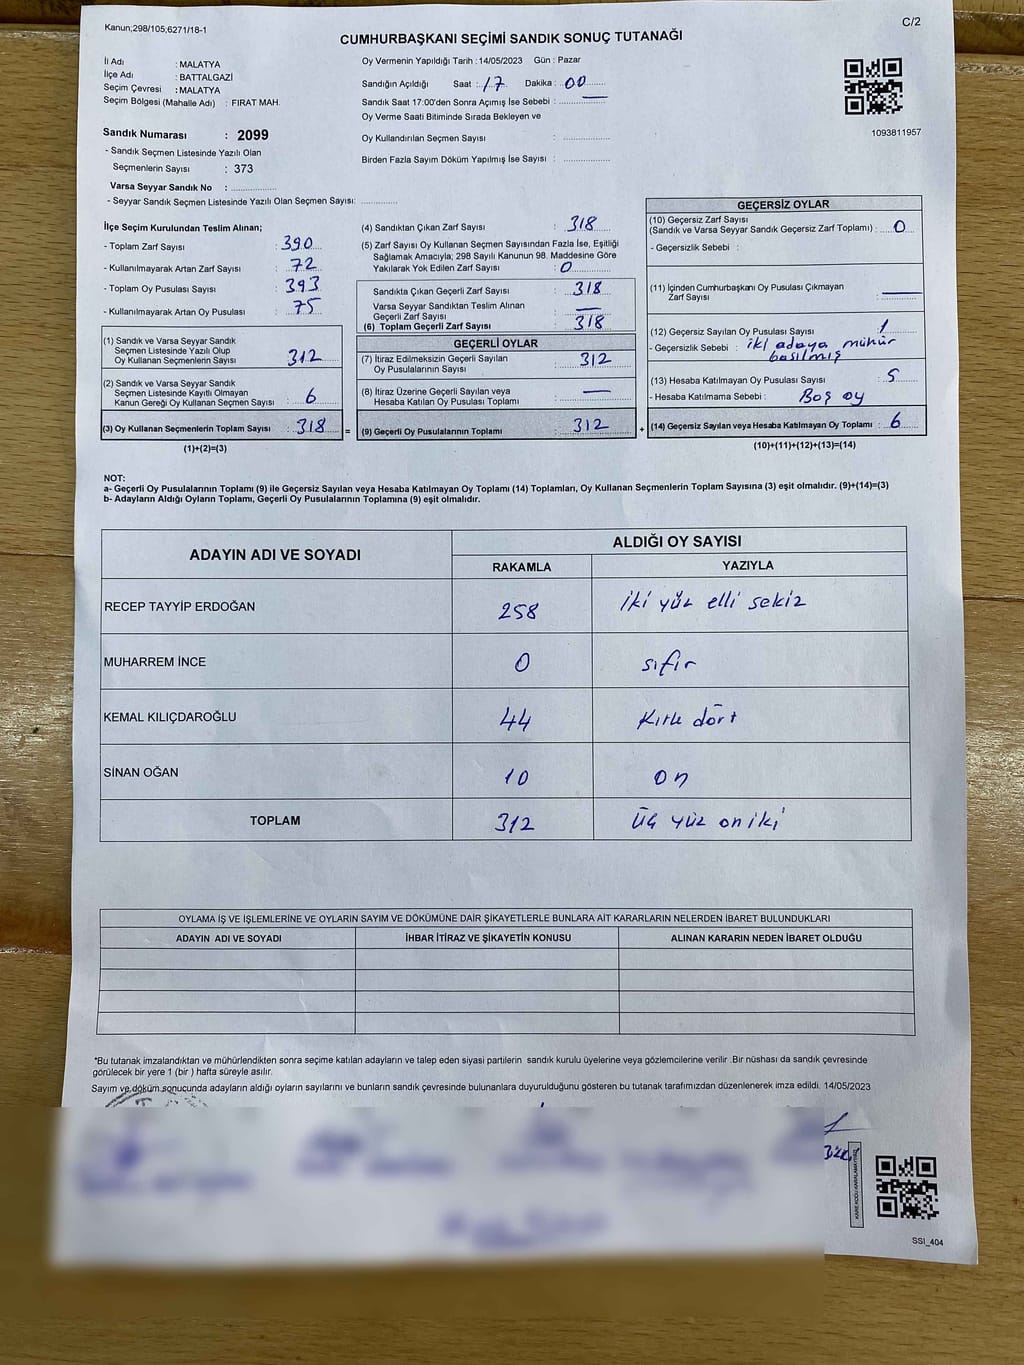 Kanun;298/105;6271/18-1
C/2
CUMHURBAŞKANI SEÇİMİ SANDIK SONUÇ TUTANAĞI
İl Adı : MALATYA
İlçe Adı : BATTALGAZİ
Seçim Çevresi : MALATYA
Seçim Bölgesi (Mahalle Adı) : FIRAT MAH.
Sandık Numarası : 2099
- Sandık Seçmen Listesinde Yazılı Olan
Seçmenlerin Sayısı : 373
Varsa Seyyar Sandık No : ...............
- Seyyar Sandık Seçmen Listesinde Yazılı Olan Seçmen Sayısı: .............
Oy Vermenin Yapıldığı Tarih : 14/05/2023 Gün : Pazar
Sandığın Açıldığı Saat : 17 Dakika : 00
Sandık Saat 17:00'den Sonra Açımış İse Sebebi : —
Oy Verme Saati Bitiminde Sırada Bekleyen ve
Oy Kullandırılan Seçmen Sayısı : ...............
Birden Fazla Sayım Döküm Yapılmış İse Sayısı : ...............
1093811957
İlçe Seçim Kurulundan Teslim Alınan;
- Toplam Zarf Sayısı : 390
- Kullanılmayarak Artan Zarf Sayısı : 72
- Toplam Oy Pusulası Sayısı : 393
- Kullanılmayarak Artan Oy Pusulası : 75
(1) Sandık ve Varsa Seyyar Sandık
Seçmen Listesinde Yazılı Olup
Oy Kullanan Seçmenlerin Sayısı : 312
(2) Sandık ve Varsa Seyyar Sandık
Seçmen Listesinde Kayıtlı Olmayan
Kanun Gereği Oy Kullanan Seçmen Sayısı : 6
(3) Oy Kullanan Seçmenlerin Toplam Sayısı : 318 =
(1)+(2)=(3)
(4) Sandıktan Çıkan Zarf Sayısı : 318
(5) Zarf Sayısı Oy Kullanan Seçmen Sayısından Fazla İse, Eşitliği
Sağlamak Amacıyla; 298 Sayılı Kanunun 98. Maddesine Göre
Yakılarak Yok Edilen Zarf Sayısı : 0
Sandıkta Çıkan Geçerli Zarf Sayısı : 318
Varsa Seyyar Sandıktan Teslim Alınan
Geçerli Zarf Sayısı : —
(6) Toplam Geçerli Zarf Sayısı : 318
GEÇERLİ OYLAR
(7) İtiraz Edilmeksizin Geçerli Sayılan
Oy Pusulalarının Sayısı : 312
(8) İtiraz Üzerine Geçerli Sayılan veya
Hesaba Katılan Oy Pusulası Toplamı : —
(9) Geçerli Oy Pusulalarının Toplamı : 312 +
GEÇERSİZ OYLAR
(10) Geçersiz Zarf Sayısı
(Sandık ve Varsa Seyyar Sandık Geçersiz Zarf Toplamı) : 0
- Geçersizlik Sebebi :
(11) İçinden Cumhurbaşkanı Oy Pusulası Çıkmayan
Zarf Sayısı : —
(12) Geçersiz Sayılan Oy Pusulası Sayısı : 1
- Geçersizlik Sebebi : iki adaya mühür
basılmış
(13) Hesaba Katılmayan Oy Pusulası Sayısı : 5
- Hesaba Katılmama Sebebi : Boş oy
(14) Geçersiz Sayılan veya Hesaba Katılmayan Oy Toplamı : 6
(10)+(11)+(12)+(13)=(14)
NOT:
a- Geçerli Oy Pusulalarının Toplamı (9) ile Geçersiz Sayılan veya Hesaba Katılmayan Oy Toplamı (14) Toplamları, Oy Kullanan Seçmenlerin Toplam Sayısına (3) eşit olmalıdır. (9)+(14)=(3)
b- Adayların Aldığı Oyların Toplamı, Geçerli Oy Pusulalarının Toplamına (9) eşit olmalıdır.
ADAYIN ADI VE SOYADI ALDIĞI OY SAYISI
RAKAMLA YAZIYLA
RECEP TAYYİP ERDOĞAN 258 iki yüz elli sekiz
MUHARREM İNCE 0 sıfır
KEMAL KILIÇDAROĞLU 44 Kırk dört
SİNAN OĞAN 10 on
TOPLAM 312 üç yüz on iki
OYLAMA İŞ VE İŞLEMLERİNE VE OYLARIN SAYIM VE DÖKÜMÜNE DAİR ŞİKAYETLERLE BUNLARA AİT KARARLARIN NELERDEN İBARET BULUNDUKLARI
ADAYIN ADI VE SOYADI İHBAR İTİRAZ VE ŞİKAYETİN KONUSU ALINAN KARARIN NEDEN İBARET OLDUĞU
*Bu tutanak imzalandıktan ve mühürlendikten sonra seçime katılan adayların ve talep eden siyasi partilerin sandık kurulu üyelerine veya gözlemcilerine verilir .Bir nüshası da sandık çevresinde
görülecek bir yere 1 (bir ) hafta süreyle asılır.
Sayım ve döküm sonucunda adayların aldığı oyların sayılarını ve bunların sandık çevresinde bulunanlara duyurulduğunu gösteren bu tutanak tarafımızdan düzenlenerek imza edildi. 14/05/2023
KAREKODU KARALAMAYINIZ
SSI_404